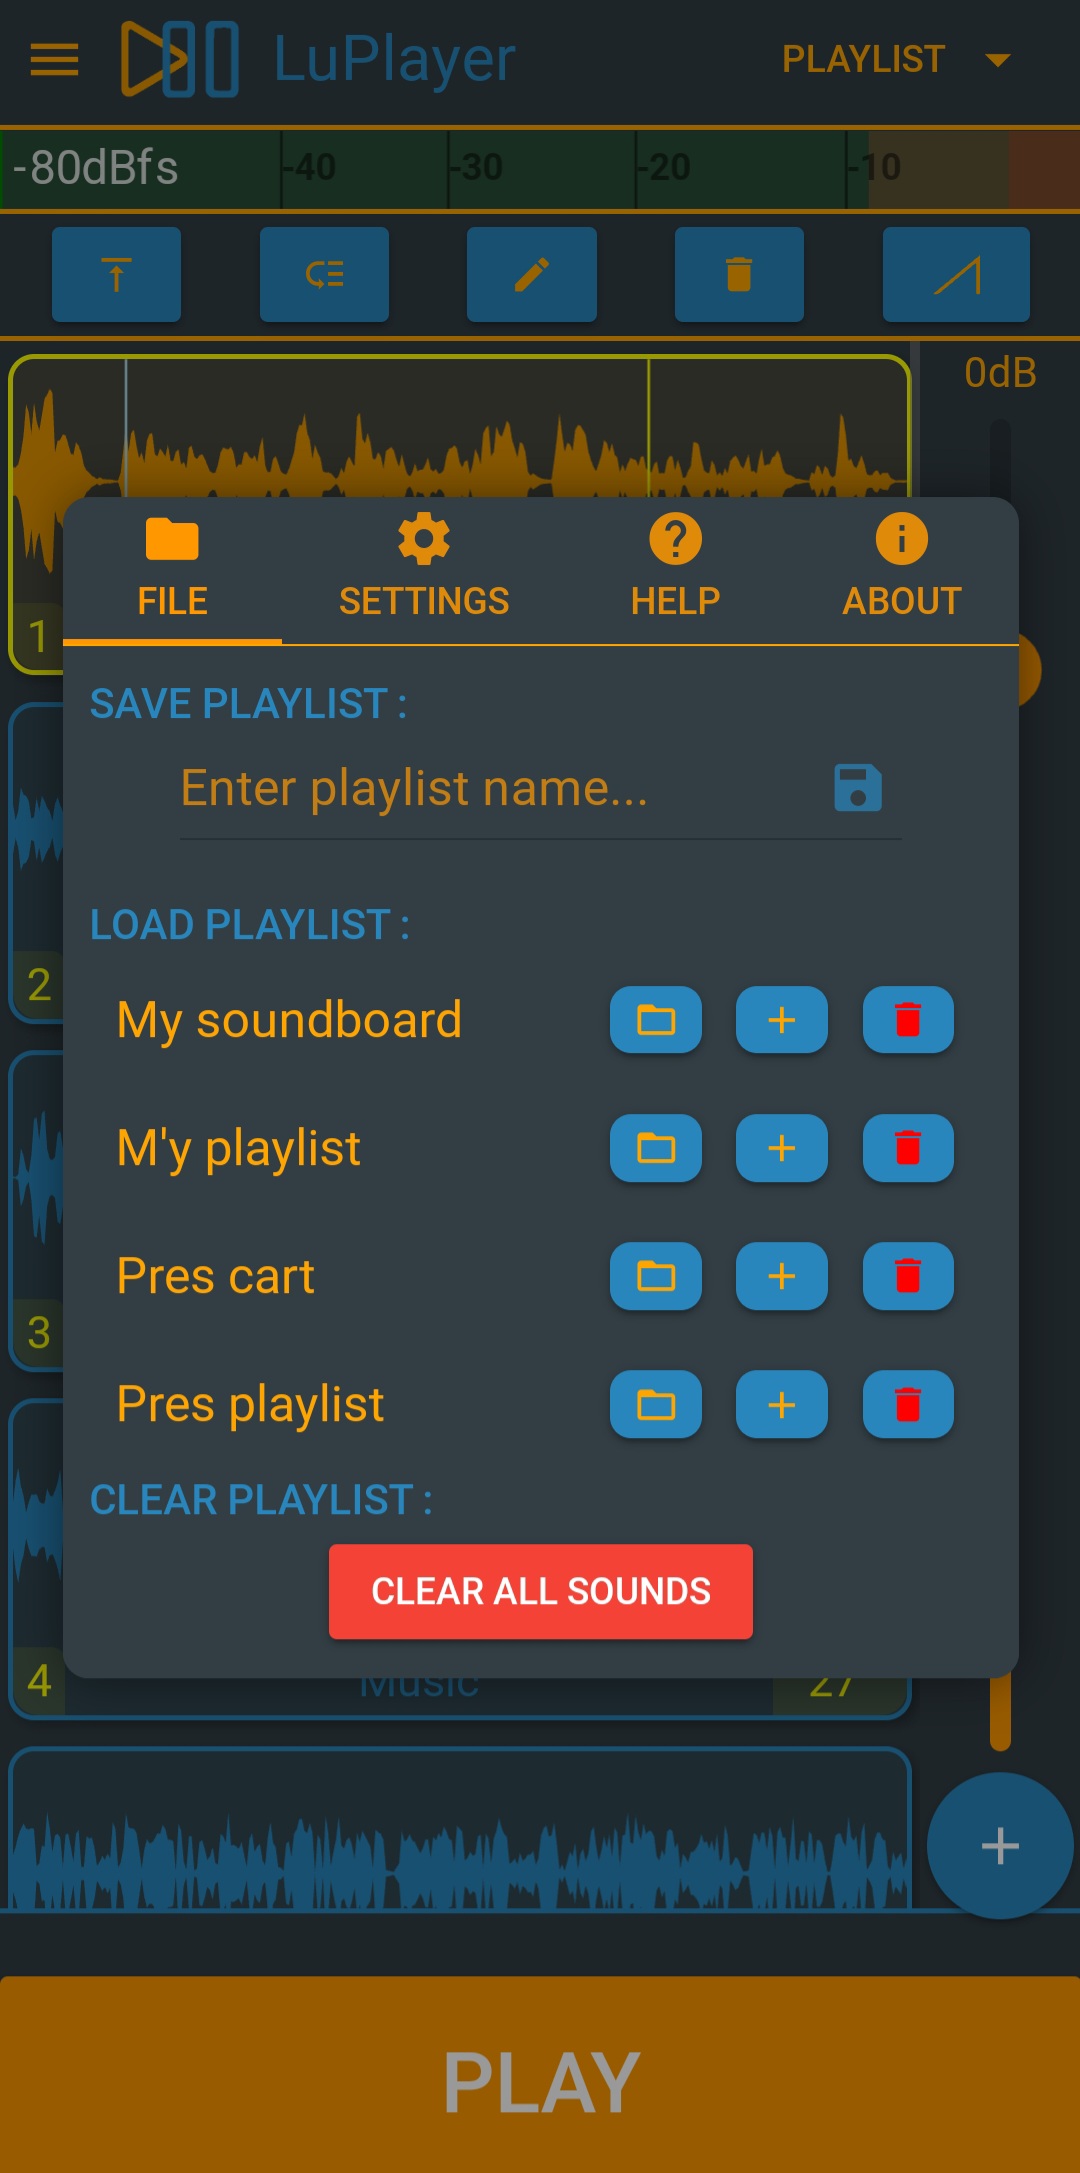 LuPlayer
PLAYLIST
-80dBfs
-40
-30
-20
-10
0dB
FILE
SETTINGS
HELP
ABOUT
1
SAVE PLAYLIST :
Enter playlist name...
LOAD PLAYLIST :
2
My soundboard
M'y playlist
Pres cart
3
Pres playlist
CLEAR PLAYLIST :
CLEAR ALL SOUNDS
4
Music
27
PLAY